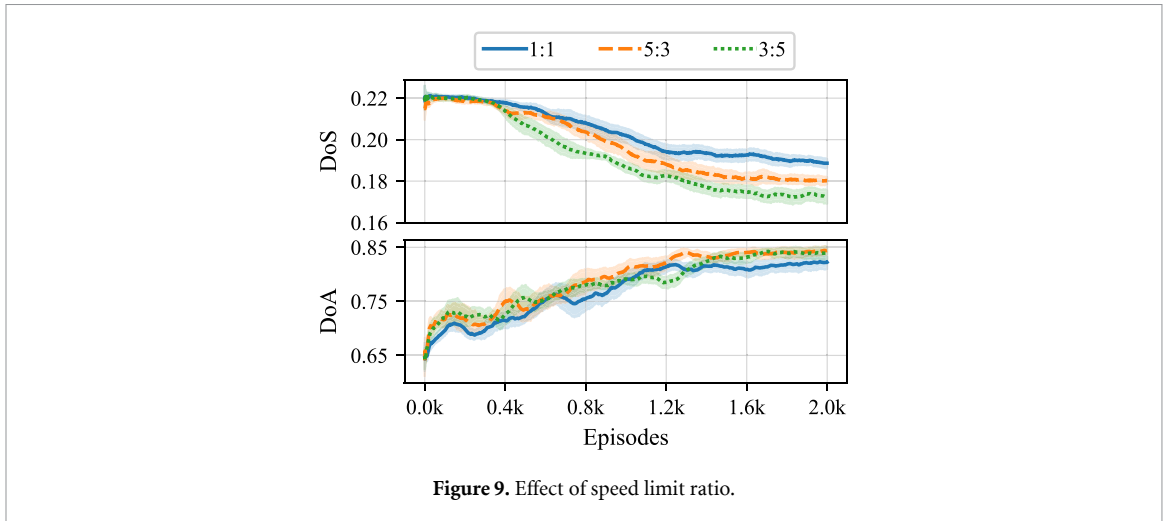 1:1 5:3 3:5
0.22
0.20
DoS
0.18
0.16
0.85
0.75
DoA
0.65
0.0k 0.4k 0.8k 1.2k 1.6k 2.0k
Episodes
Figure 9. Effect of speed limit ratio.